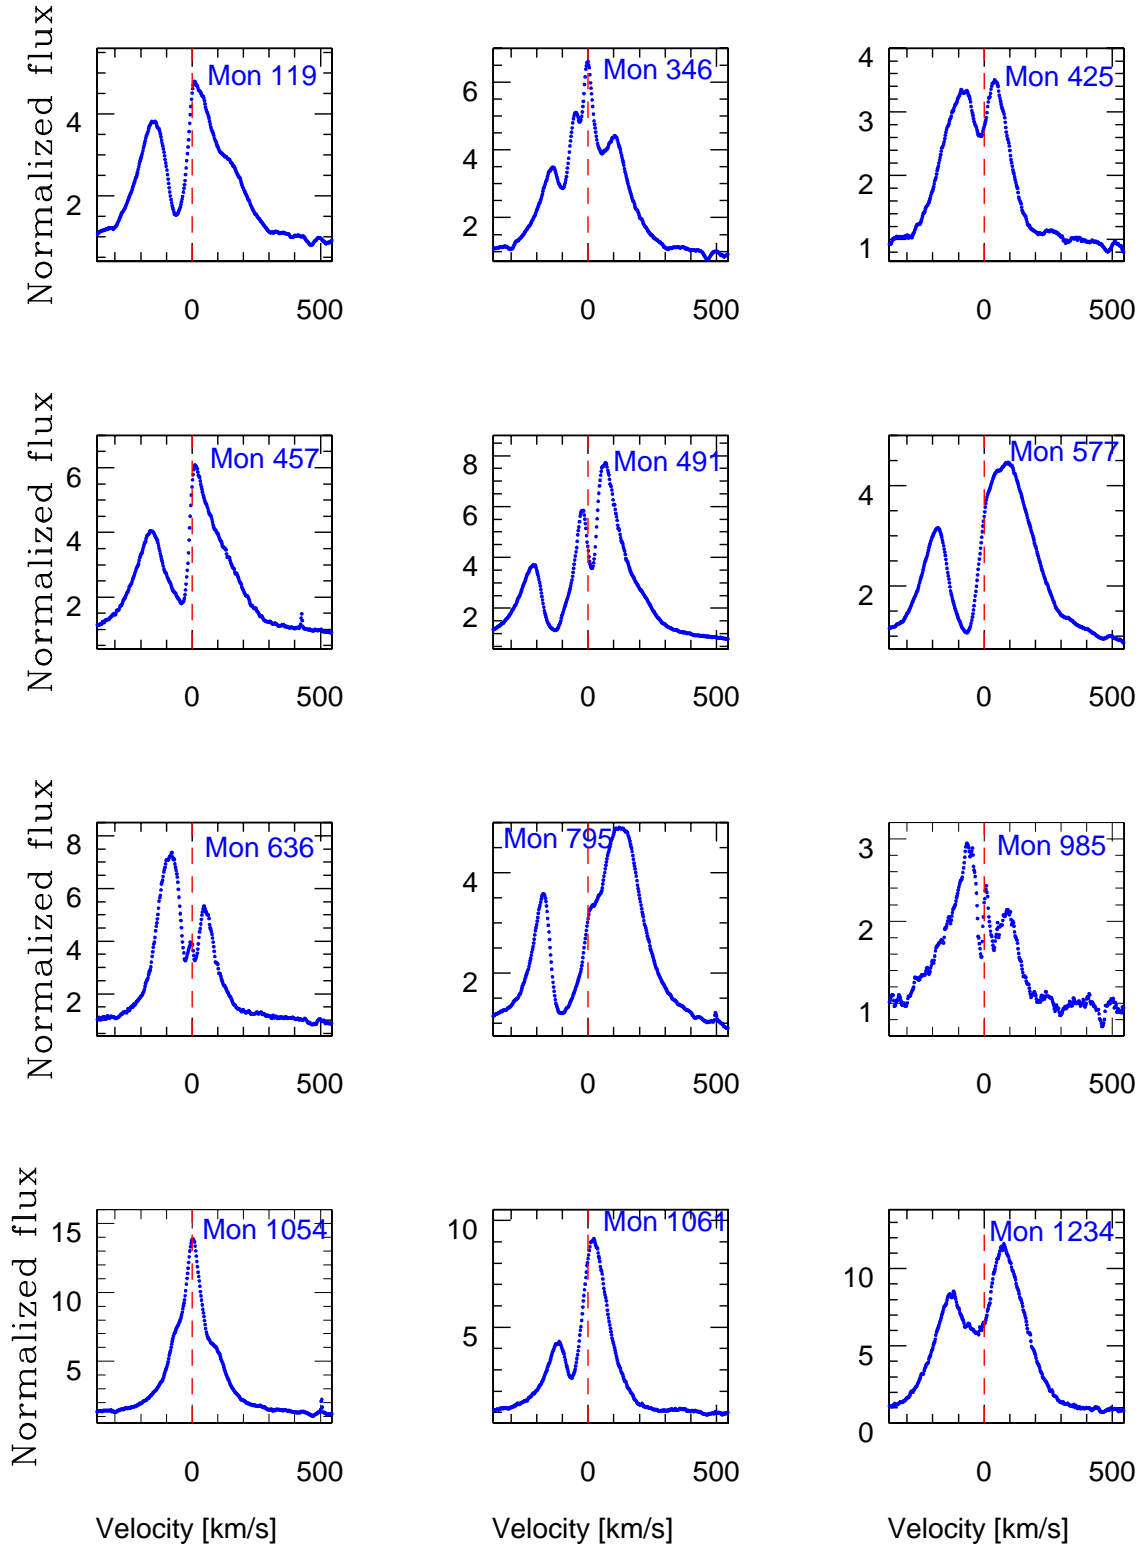 Normalized flux
Mon 119
Mon 346
Mon 425
4
2
6
4
2
4
3
2
1
0 500
0 500
0 500
Normalized flux
Mon 457
Mon 491
Mon 577
6
4
2
8
6
4
2
4
2
0 500
0 500
0 500
Normalized flux
Mon 636
Mon 795
Mon 985
8
6
4
2
4
2
3
2
1
0 500
0 500
0 500
Normalized flux
Mon 1054
Mon 1061
Mon 1234
15
10
5
10
5
10
0
0 500
0 500
0 500
Velocity [km/s]
Velocity [km/s]
Velocity [km/s]